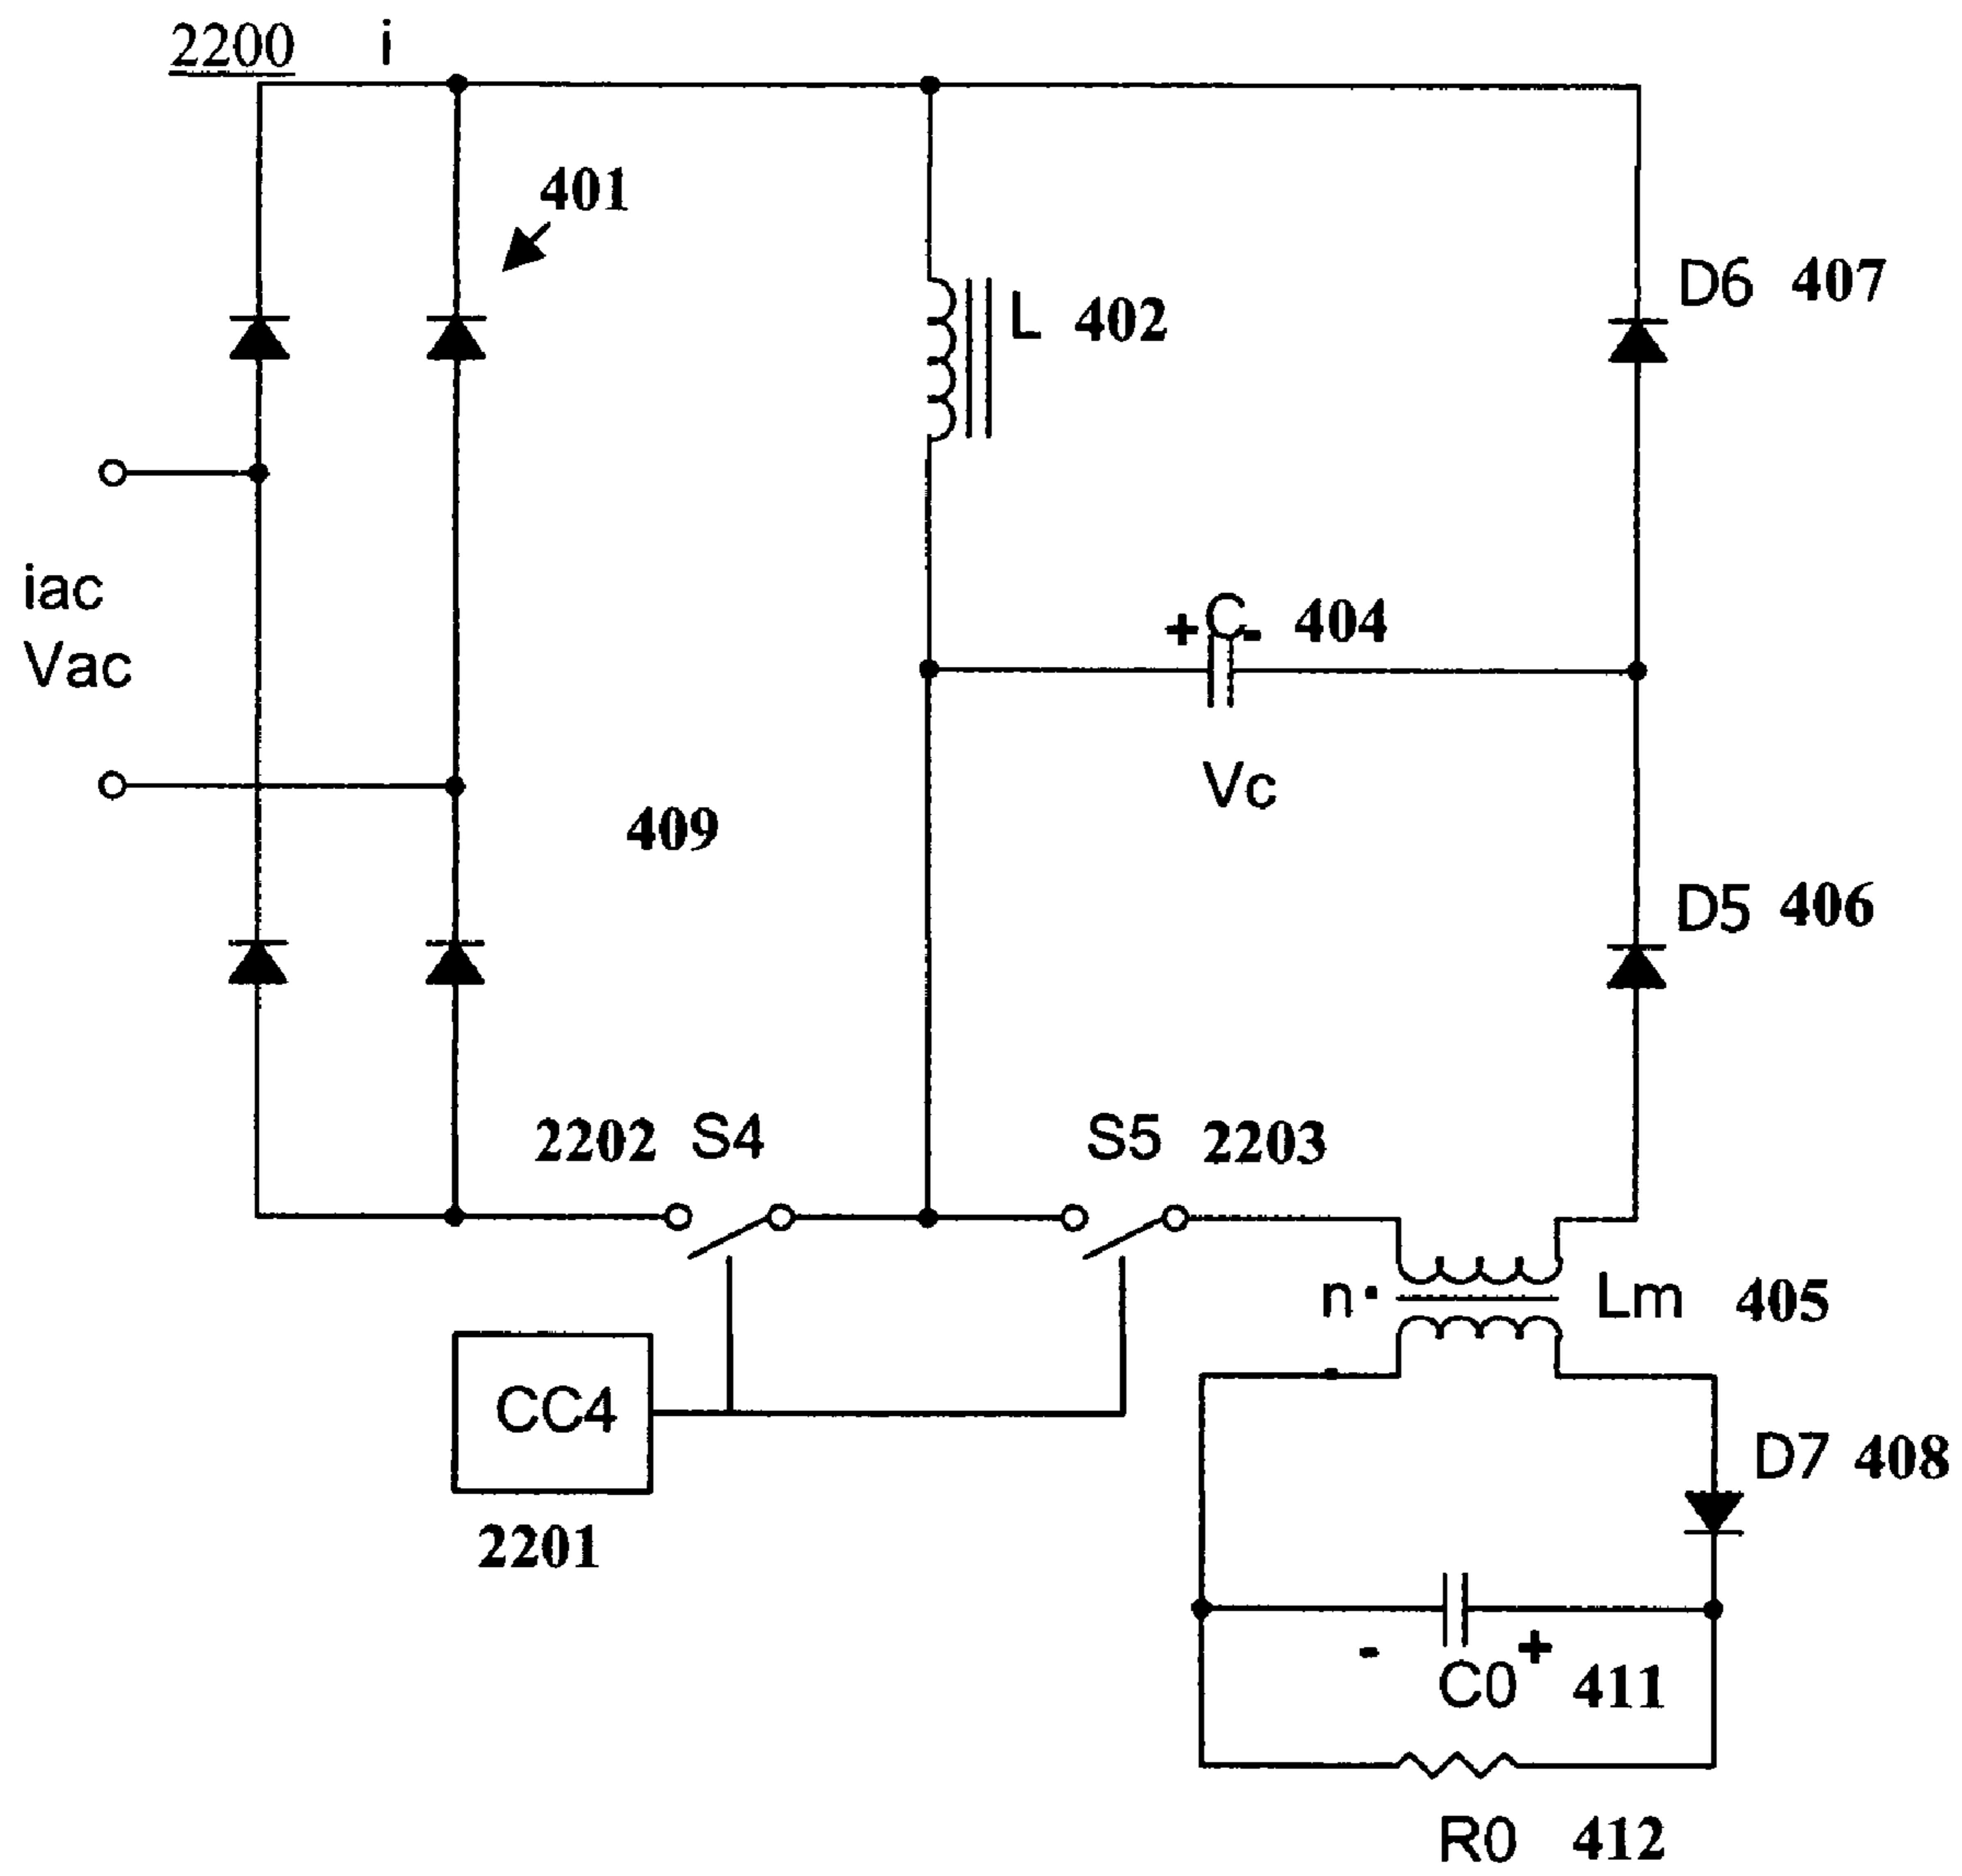 2200 i
401
D6 407
L 402
iac
+ C - 404
Vac
Vc
409
D5 406
2202 S4
S5 2203
n· Lm 405
CC4
D7 408
2201
- +
C0 411
R0 412